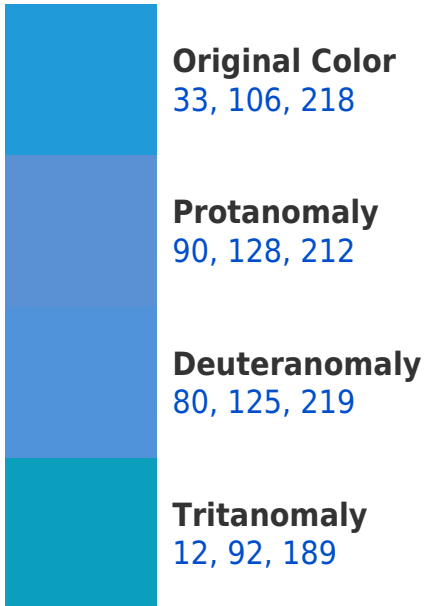 Original Color
33, 106, 218
Protanomaly
90, 128, 212
Deuteranomaly
80, 125, 219
Tritanomaly
12, 92, 189